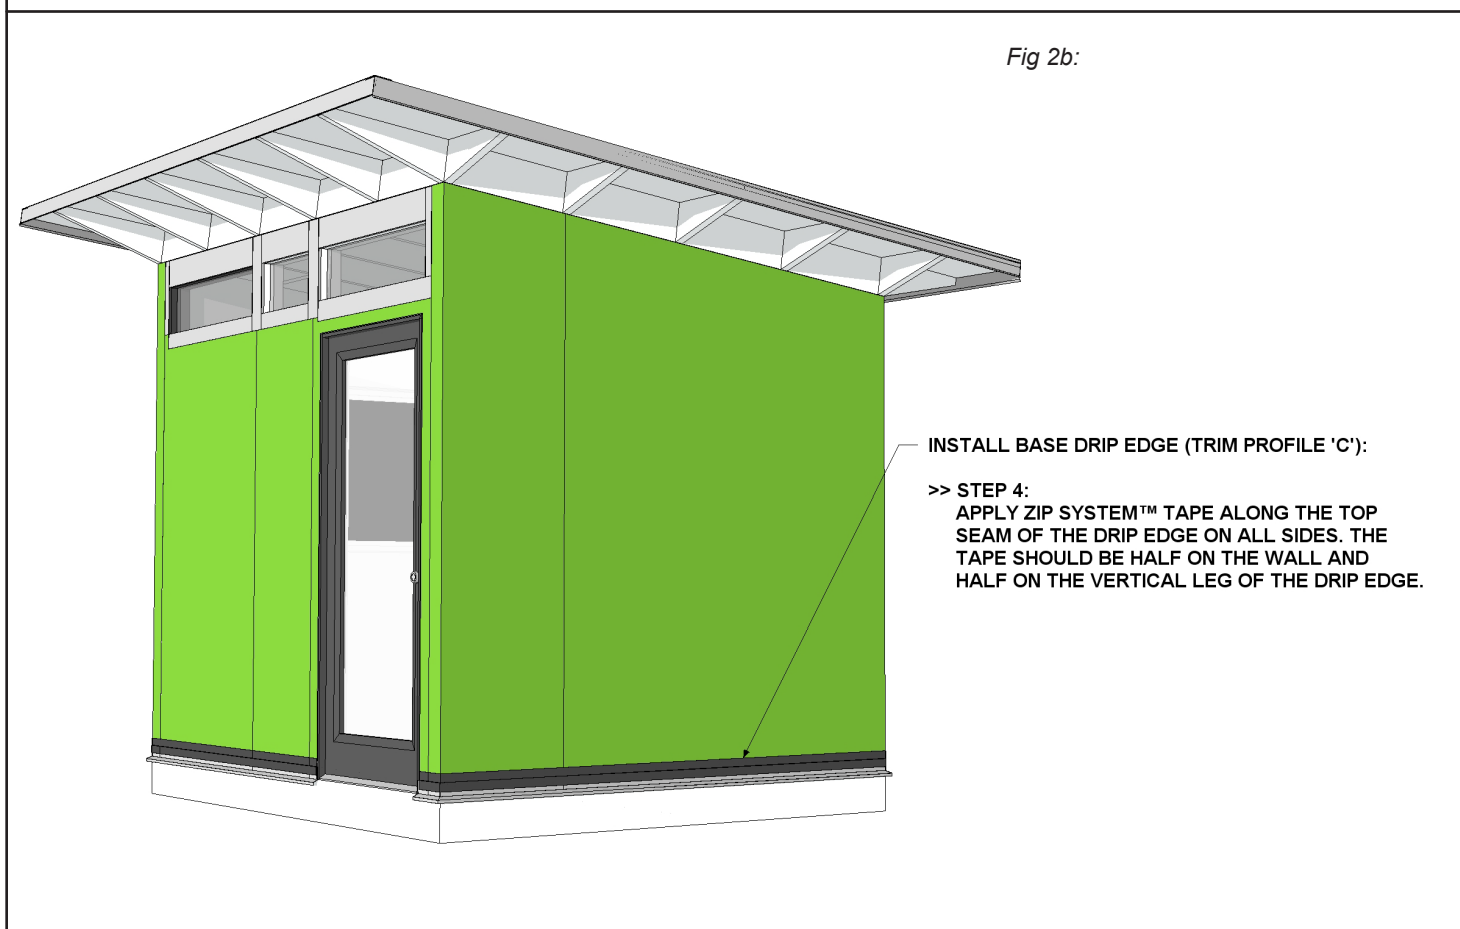 Fig 2b:
INSTALL BASE DRIP EDGE (TRIM PROFILE 'C'):
>> STEP 4:
APPLY ZIP SYSTEM™ TAPE ALONG THE TOP
SEAM OF THE DRIP EDGE ON ALL SIDES. THE
TAPE SHOULD BE HALF ON THE WALL AND
HALF ON THE VERTICAL LEG OF THE DRIP EDGE.